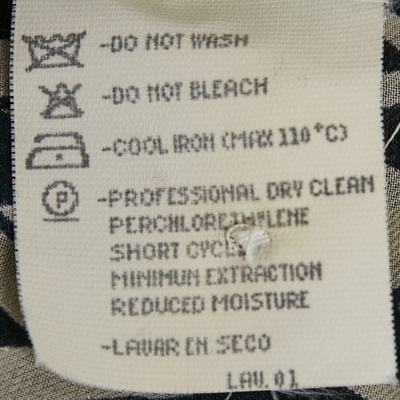 -DO NOT WASH
-DO NOT BLEACH
-COOL IRON (MAX 110°C)
P
-PROFESSIONAL DRY CLEAN
PERCHLORETHYLENE
SHORT CYCLE
MINIMUN EXTRACTION
REDUCED MOISTURE
-LAVAR EN SECO
LAV. 01